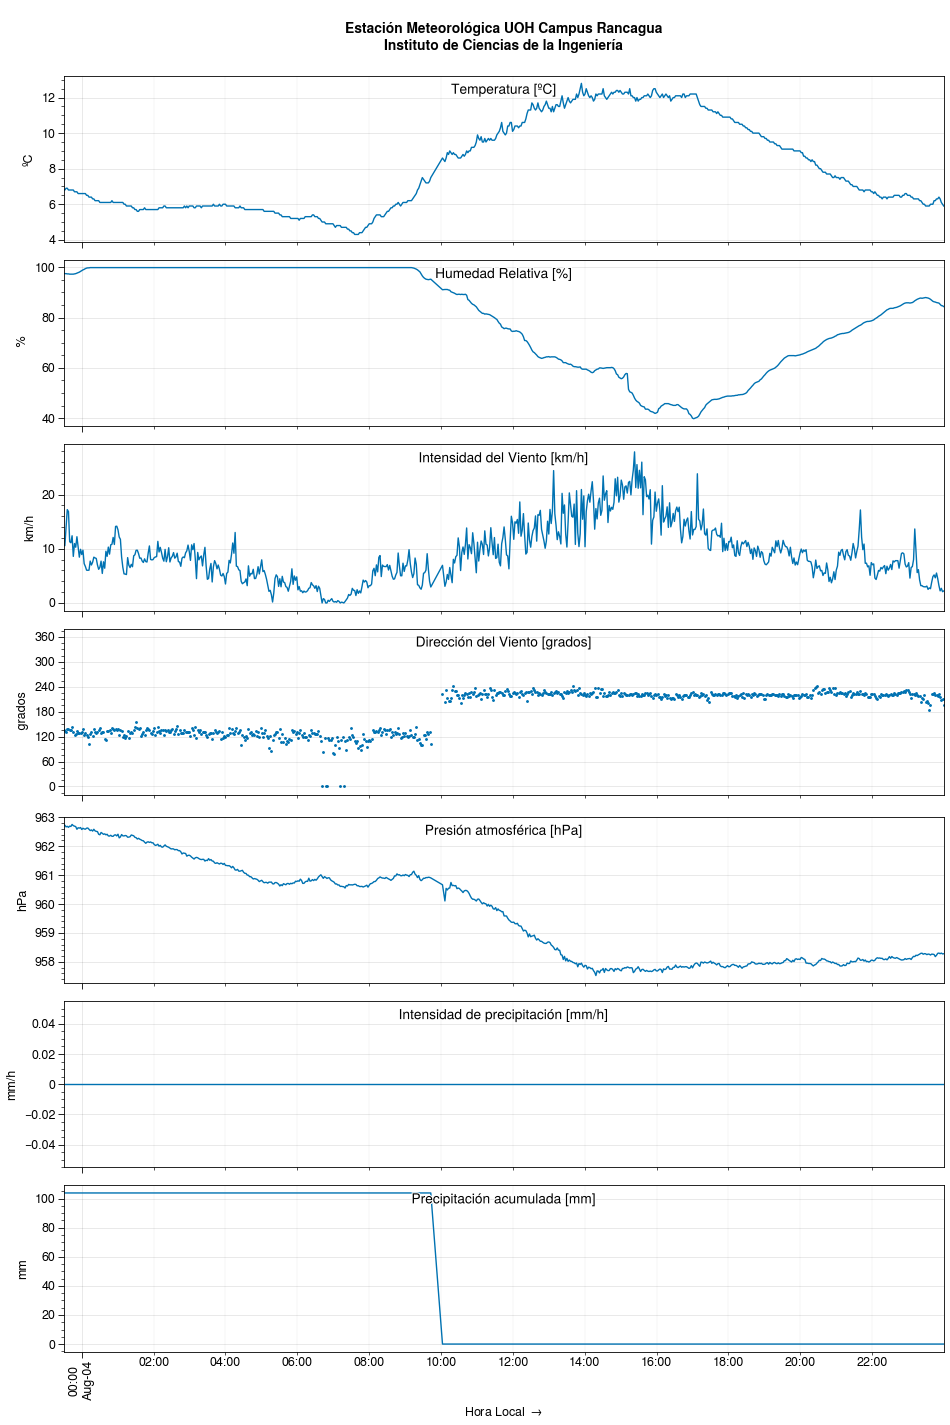 Estación Meteorológica UOH Campus Rancagua
Instituto de Ciencias de la Ingeniería
Temperatura [ºC]
12
10
8
6
4
ºC
Humedad Relativa [%]
100
80
60
40
%
Intensidad del Viento [km/h]
20
10
0
km/h
Dirección del Viento [grados]
360
300
240
180
120
60
0
grados
Presión atmosférica [hPa]
963
962
961
960
959
958
hPa
Intensidad de precipitación [mm/h]
0.04
0.02
0
−0.02
−0.04
mm/h
Precipitación acumulada [mm]
100
80
60
40
20
0
mm
00:00
Aug-04
02:00
04:00
06:00
08:00
10:00
12:00
14:00
16:00
18:00
20:00
22:00
Hora Local →